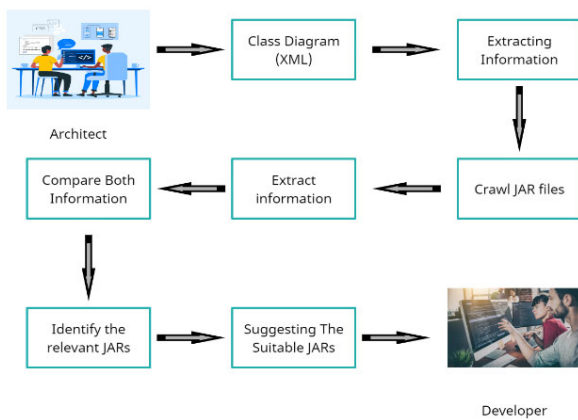 Class Diagram
(XML)
Extracting
Information
Architect
Compare Both
Information
Extract
information
Crawl JAR files
Identify the
relevant JARs
Suggesting The
Suitable JARs
Developer